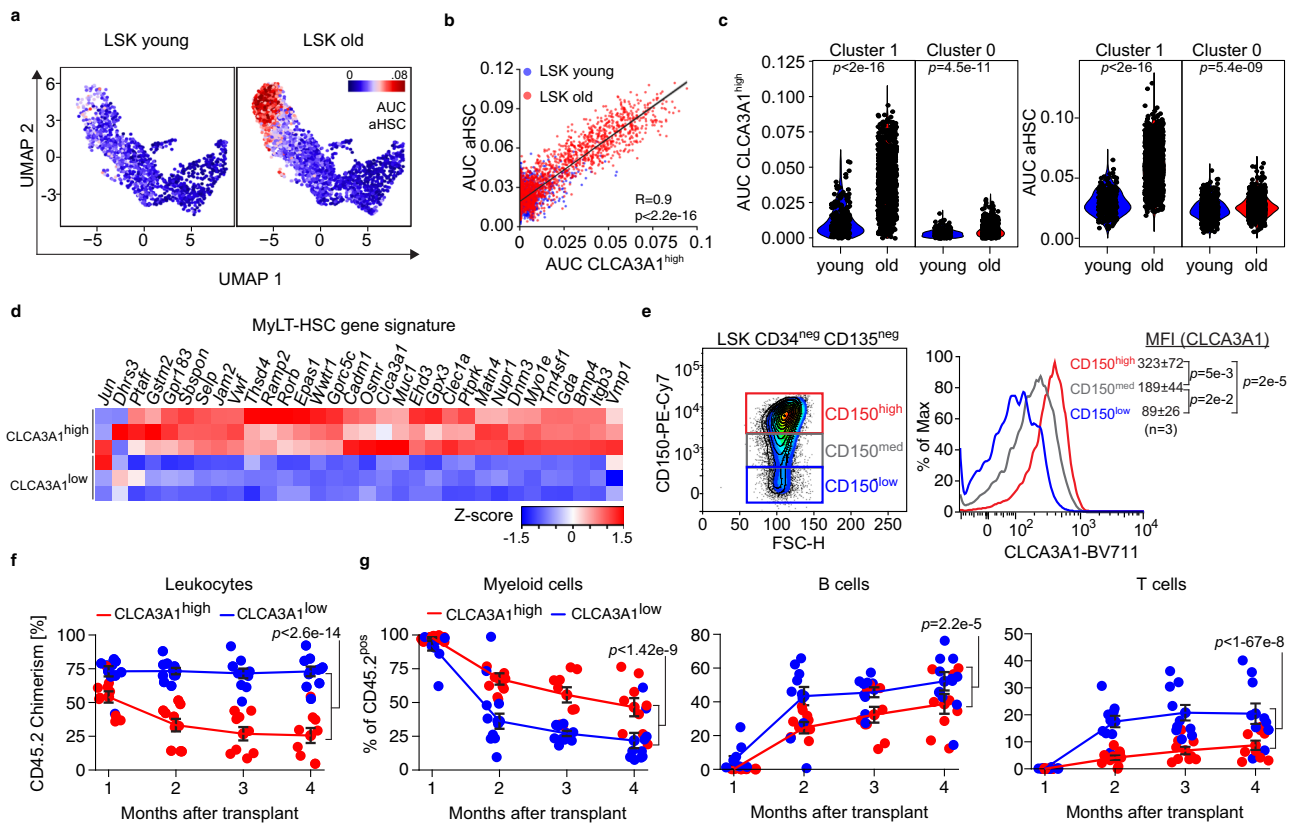 a
LSK young
LSK old
0
.08
AUC
aHSC
6
3
0
-3
UMAP 2
-5
0
5
-5
0
5
UMAP 1
b
LSK young
LSK old
0.12
0.09
0.06
0.03
0.00
AUC aHSC
R=0.9
p<2.2e-16
0
0.025
0.05
0.075
0.1
AUC CLCA3A1high
c
Cluster 1
Cluster 0
p<2e-16
p=4.5e-11
0.125
0.100
0.075
0.050
0.025
0.000
AUC CLCA3A1high
young
old
young
old
Cluster 1
Cluster 0
p<2e-16
p=5.4e-09
0.10
0.05
0.00
AUC aHSC
young
old
young
old
d
MyLT-HSC gene signature
Jun
Dhrs3
Ptafr
Gstm2
Gpr183
Sbspon
Selp
Jam2
Vwf
Thsd4
Ramp2
Rorb
Epas1
Wwtr1
Gprc5c
Cadm1
Osmr
Clca3a1
Muc1
Ehd3
Gpx3
Clec1a
Ptprk
Matn4
Nupr1
Dnm3
Myo1e
Tm4sf1
Gda
Bmp4
Itgb3
Vmp1
CLCA3A1high
CLCA3A1low
Z-score
-1.5
0
1.5
e
LSK CD34neg CD135neg
10^5
10^4
10^3
0
CD150-PE-Cy7
CD150high
CD150med
CD150low
0
50
100
150
200
250
FSC-H
MFI (CLCA3A1)
100
80
60
40
20
0
% of Max
CD150high 323±72
CD150med 189±44
CD150low 89±26
(n=3)
p=5e-3
p=2e-2
p=2e-5
0
10^2
10^3
10^4
CLCA3A1-BV711
f
Leukocytes
CLCA3A1high
CLCA3A1low
p<2.6e-14
100
75
50
25
0
CD45.2 Chimerism [%]
1
2
3
4
Months after transplant
g
Myeloid cells
CLCA3A1high
CLCA3A1low
p<1.42e-9
100
75
50
25
0
% of CD45.2pos
1
2
3
4
Months after transplant
B cells
p=2.2e-5
80
60
40
20
0
1
2
3
4
Months after transplant
T cells
p<1-67e-8
50
40
30
20
10
0
1
2
3
4
Months after transplant